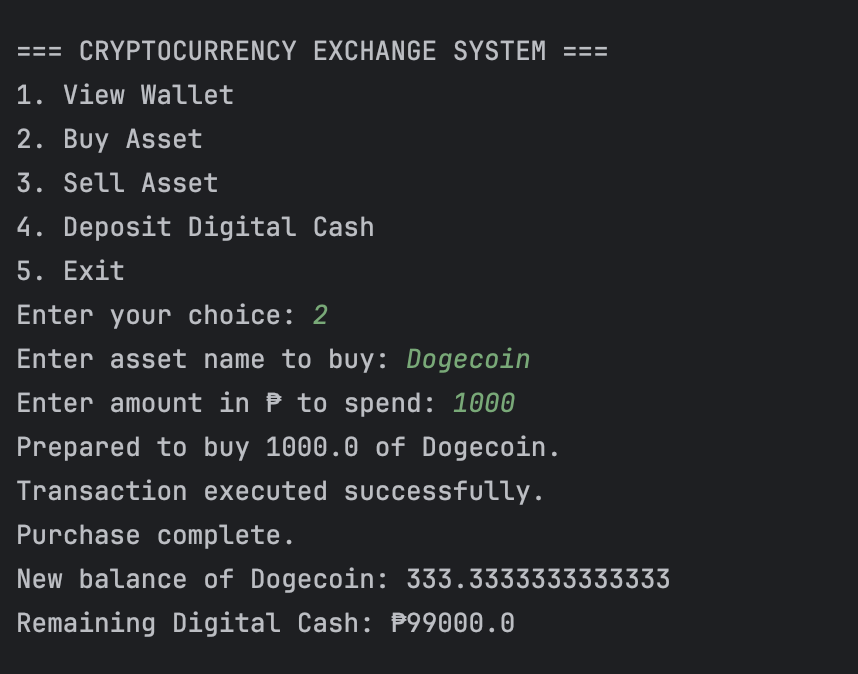 === CRYPTOCURRENCY EXCHANGE SYSTEM ===
1. View Wallet
2. Buy Asset
3. Sell Asset
4. Deposit Digital Cash
5. Exit
Enter your choice: 2
Enter asset name to buy: Dogecoin
Enter amount in ₱ to spend: 1000
Prepared to buy 1000.0 of Dogecoin.
Transaction executed successfully.
Purchase complete.
New balance of Dogecoin: 333.3333333333333
Remaining Digital Cash: ₱99000.0